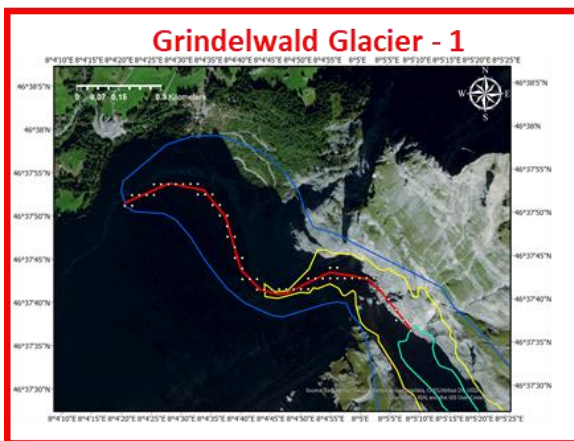 Grindelwald Glacier - 1
8°4'10"E 8°4'15"E 8°4'20"E 8°4'25"E 8°4'30"E 8°4'35"E 8°4'40"E 8°4'45"E 8°4'50"E 8°4'55"E 8°5'E 8°5'5"E 8°5'10"E 8°5'15"E 8°5'20"E 8°5'25"E
N
W E
S
0 0.07 0.15 0.3 Kilometers
46°38'5"N 46°38'5"N
46°38'N 46°38'N
46°37'55"N 46°37'55"N
46°37'50"N 46°37'50"N
46°37'45"N 46°37'45"N
46°37'40"N 46°37'40"N
46°37'35"N 46°37'35"N
46°37'30"N 46°37'30"N
8°4'10"E 8°4'15"E 8°4'20"E 8°4'25"E 8°4'30"E 8°4'35"E 8°4'40"E 8°4'45"E 8°4'50"E 8°4'55"E 8°5'E 8°5'5"E 8°5'10"E 8°5'15"E 8°5'20"E 8°5'25"E